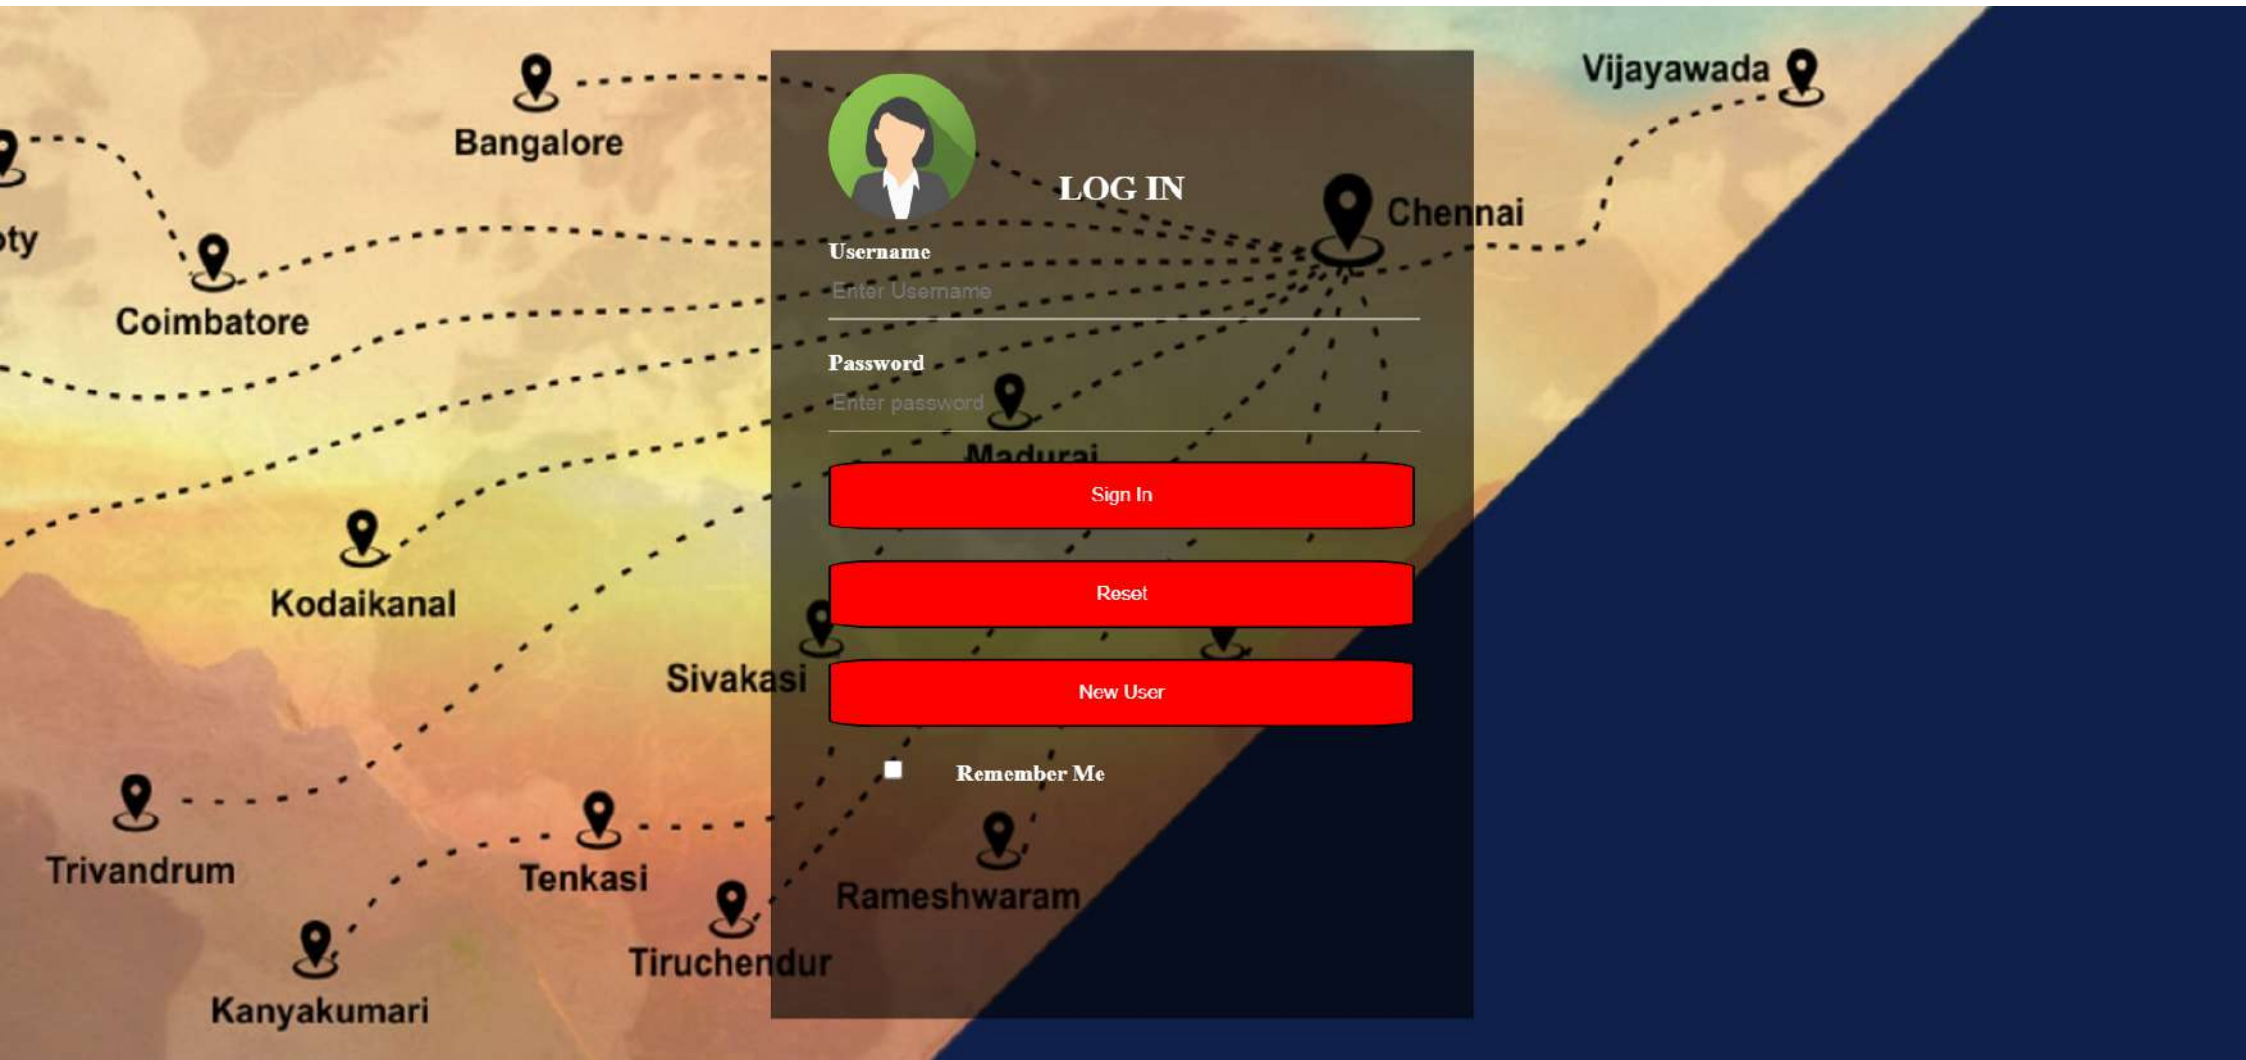 Vijayawada
Bangalore
LOG IN
Chennai
oty
Username
Enter Username
Coimbatore
Password
Enter password
Madurai
Sign In
Reset
Kodaikanal
Sivakasi
New User
Remember Me
Trivandrum
Tenkasi
Rameshwaram
Tiruchendur
Kanyakumari